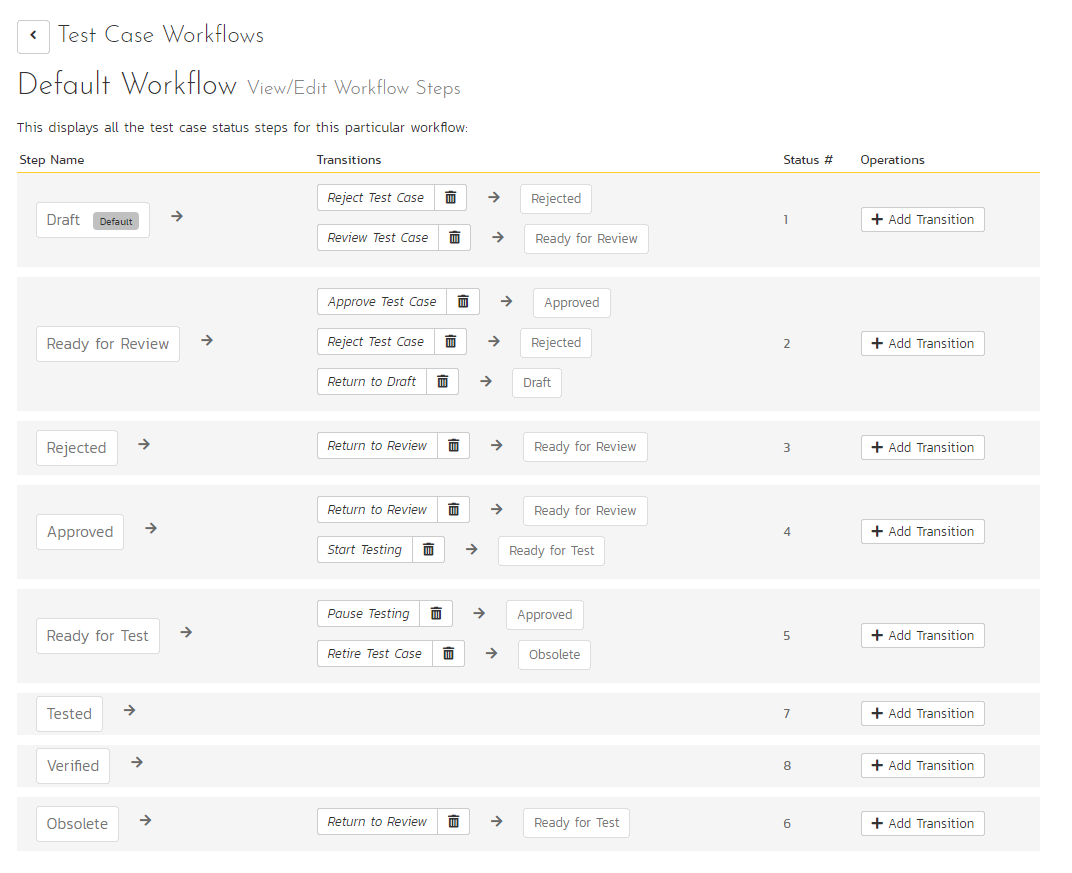 Test Case Workflows
Default Workflow View/Edit Workflow Steps
This displays all the test case status steps for this particular workflow:
Step Name Transitions Status # Operations
Reject Test Case Rejected
Draft Default 1 Add Transition
Review Test Case Ready for Review
Approve Test Case Approved
Ready for Review Reject Test Case Rejected 2 Add Transition
Return to Draft Draft
Rejected Return to Review Ready for Review 3 Add Transition
Return to Review Ready for Review
Approved 4 Add Transition
Start Testing Ready for Test
Pause Testing Approved
Ready for Test 5 Add Transition
Retire Test Case Obsolete
Tested 7 Add Transition
Verified 8 Add Transition
Obsolete Return to Review Ready for Test 6 Add Transition